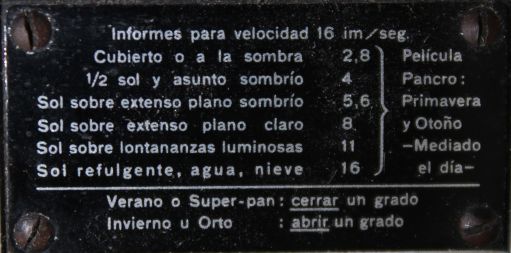 Informes para velocidad 16 im/seg.
Cubierto o a la sombra 2,8 Película
1/2 sol y asunto sombrío 4 Pancro:
Sol sobre extenso plano sombrío 5,6 Primavera
Sol sobre extenso plano claro 8 y Otoño
Sol sobre lontananzas luminosas 11 -Mediado
Sol refulgente, agua, nieve 16 el día-
Verano o Super-pan: cerrar un grado
Invierno u Orto : abrir un grado